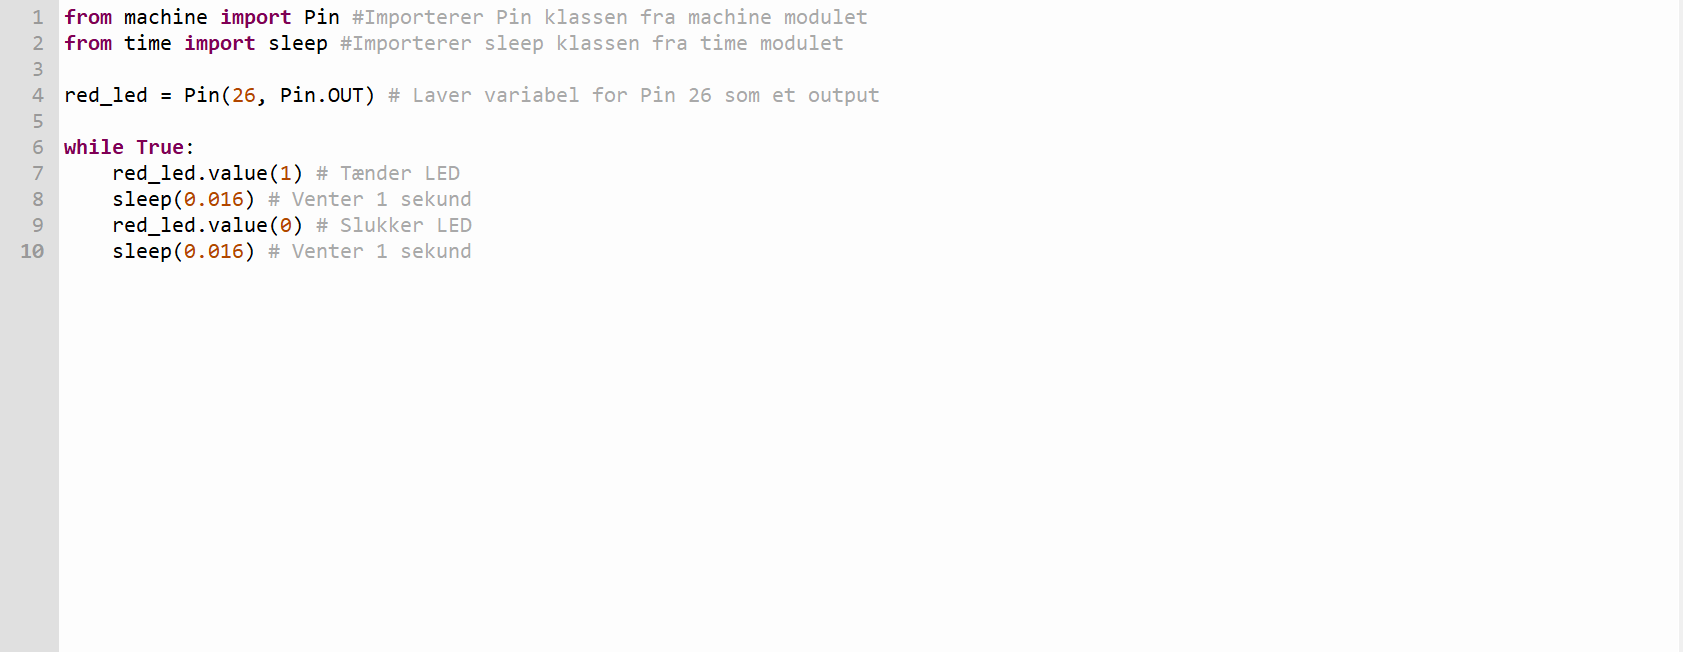 1 from machine import Pin #Importerer Pin klassen fra machine modulet
2 from time import sleep #Importerer sleep klassen fra time modulet
3
4 red_led = Pin(26, Pin.OUT) # Laver variabel for Pin 26 som et output
5
6 while True:
7     red_led.value(1) # Tænder LED
8     sleep(0.016) # Venter 1 sekund
9     red_led.value(0) # Slukker LED
10     sleep(0.016) # Venter 1 sekund